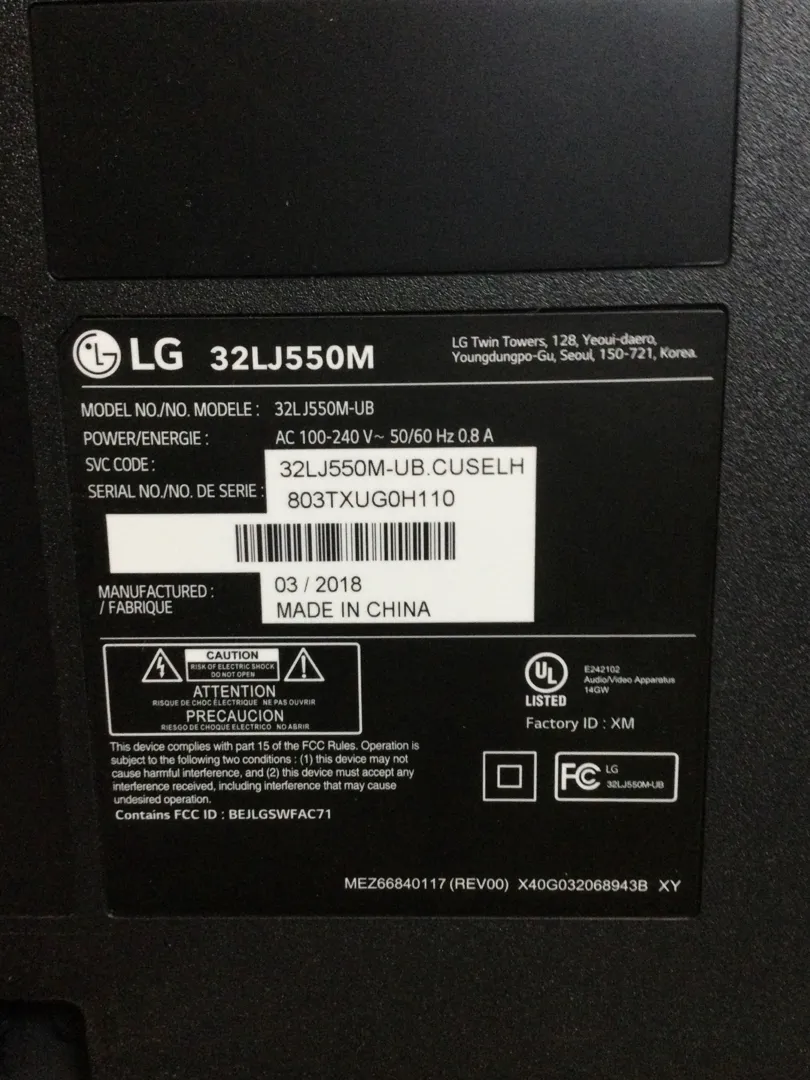 LG 32LJ550M
LG Twin Towers, 128, Yeoui-daero,
Youngdungpo-Gu, Seoul, 150-721, Korea.
MODEL NO./NO. MODELE : 32LJ550M-UB
POWER/ENERGIE : AC 100-240 V~ 50/60 Hz 0.8 A
SVC CODE : 32LJ550M-UB.CUSELH
SERIAL NO./NO. DE SERIE : 803TXUG0H110
MANUFACTURED : 03 / 2018
/ FABRIQUE MADE IN CHINA
CAUTION
RISK OF ELECTRIC SHOCK
DO NOT OPEN
ATTENTION
RISQUE DE CHOC ÉLECTRIQUE NE PAS OUVRIR
PRECAUCION
RIESGO DE CHOQUE ELECTRICO NO ABRIR
UL
LISTED
E242102
Audio/Video Apparatus
14GW
Factory ID : XM
This device complies with part 15 of the FCC Rules. Operation is
subject to the following two conditions : (1) this device may not
cause harmful interference, and (2) this device must accept any
interference received, including interference that may cause
undesired operation.
Contains FCC ID : BEJLGSWFAC71
FC LG
32LJ550M-UB
MEZ66840117 (REV00) X40G032068943B XY